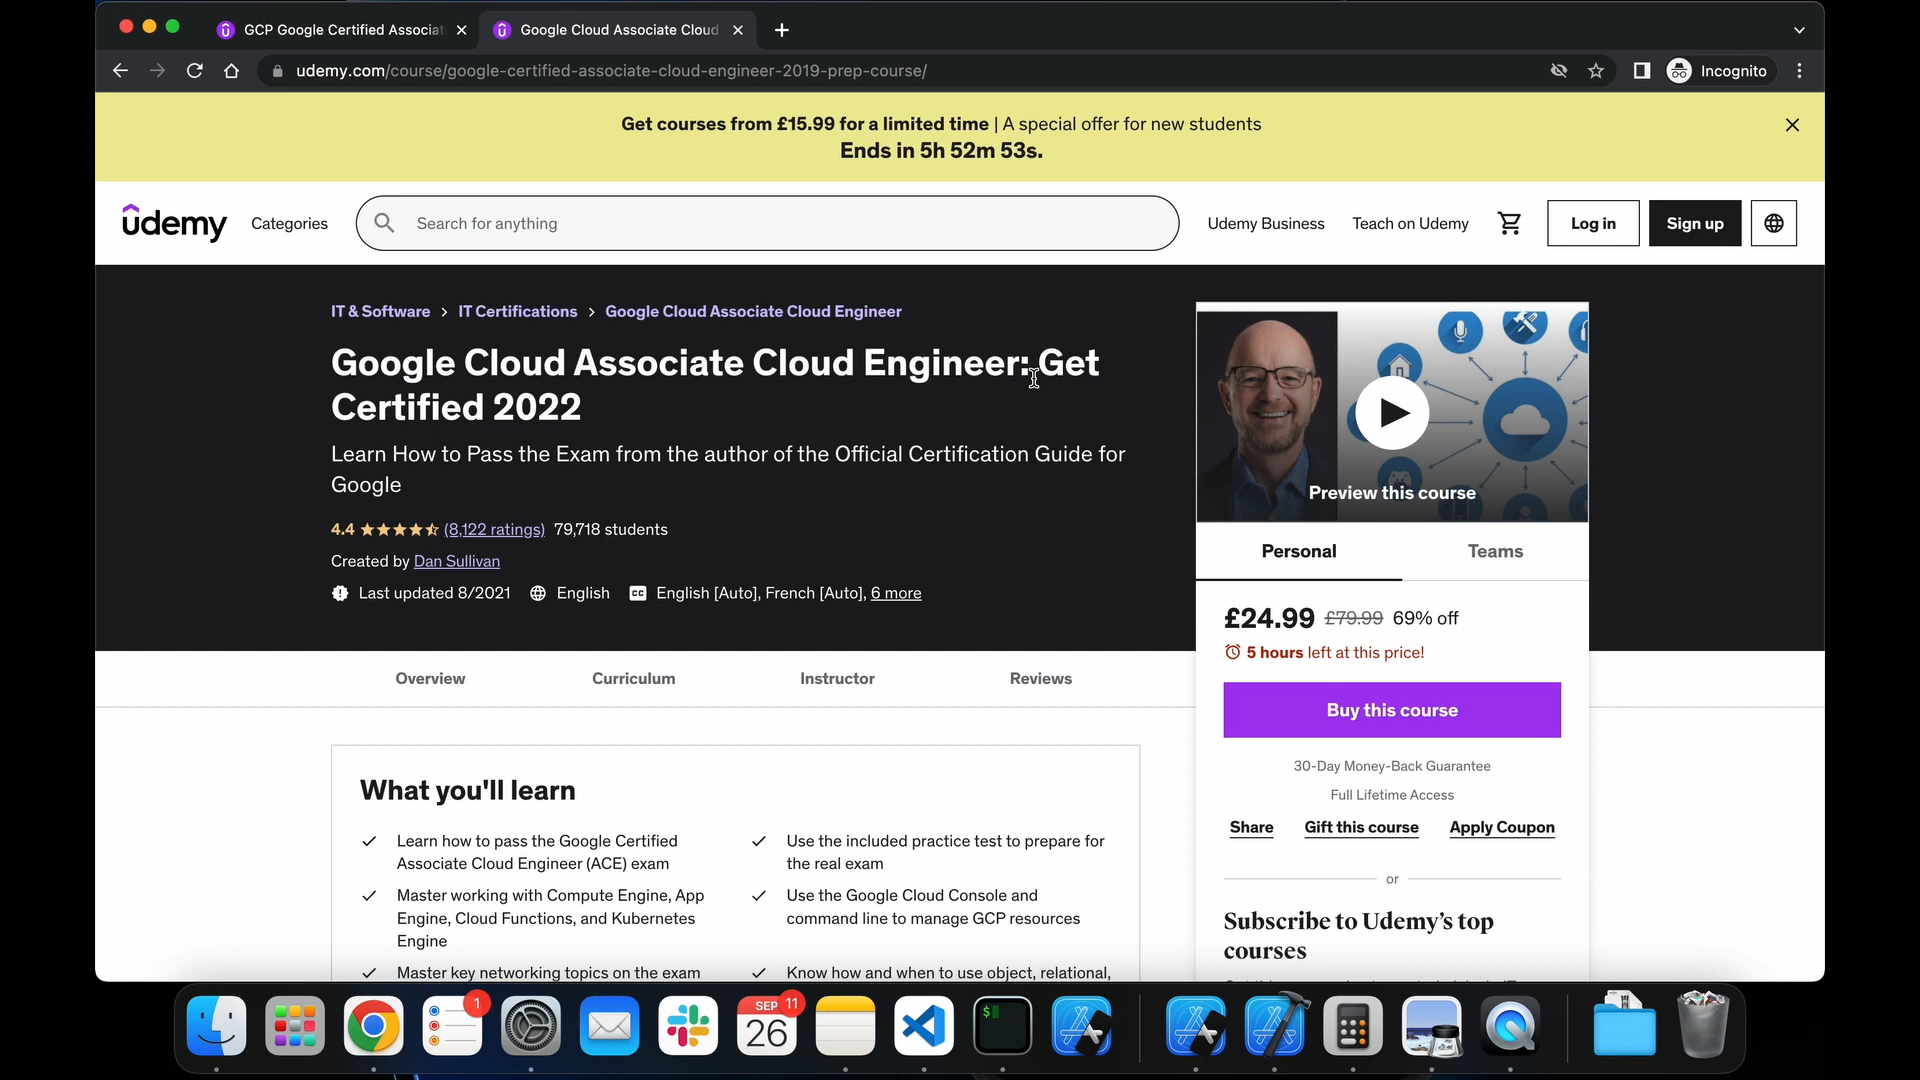 GCP Google Certified Associat
Google Cloud Associate Cloud
udemy.com/course/google-certified-associate-cloud-engineer-2019-prep-course/
Incognito
Get courses from £15.99 for a limited time | A special offer for new students
Ends in 5h 52m 53s.
udemy
Categories
Search for anything
Udemy Business
Teach on Udemy
Log in
Sign up
IT & Software > IT Certifications > Google Cloud Associate Cloud Engineer
Google Cloud Associate Cloud Engineer: Get
Certified 2022
Learn How to Pass the Exam from the author of the Official Certification Guide for
Google
4.4 (8,122 ratings) 79,718 students
Created by Dan Sullivan
Last updated 8/2021 English CC English [Auto], French [Auto], 6 more
Preview this course
Personal
Teams
£24.99 £79.99 69% off
5 hours left at this price!
Buy this course
30-Day Money-Back Guarantee
Full Lifetime Access
Share
Gift this course
Apply Coupon
or
Subscribe to Udemy's top
courses
Overview
Curriculum
Instructor
Reviews
What you'll learn
Learn how to pass the Google Certified
Associate Cloud Engineer (ACE) exam
Master working with Compute Engine, App
Engine, Cloud Functions, and Kubernetes
Engine
Master key networking topics on the exam
Use the included practice test to prepare for
the real exam
Use the Google Cloud Console and
command line to manage GCP resources
Know how and when to use object, relational,
1
SEP
11
26
$